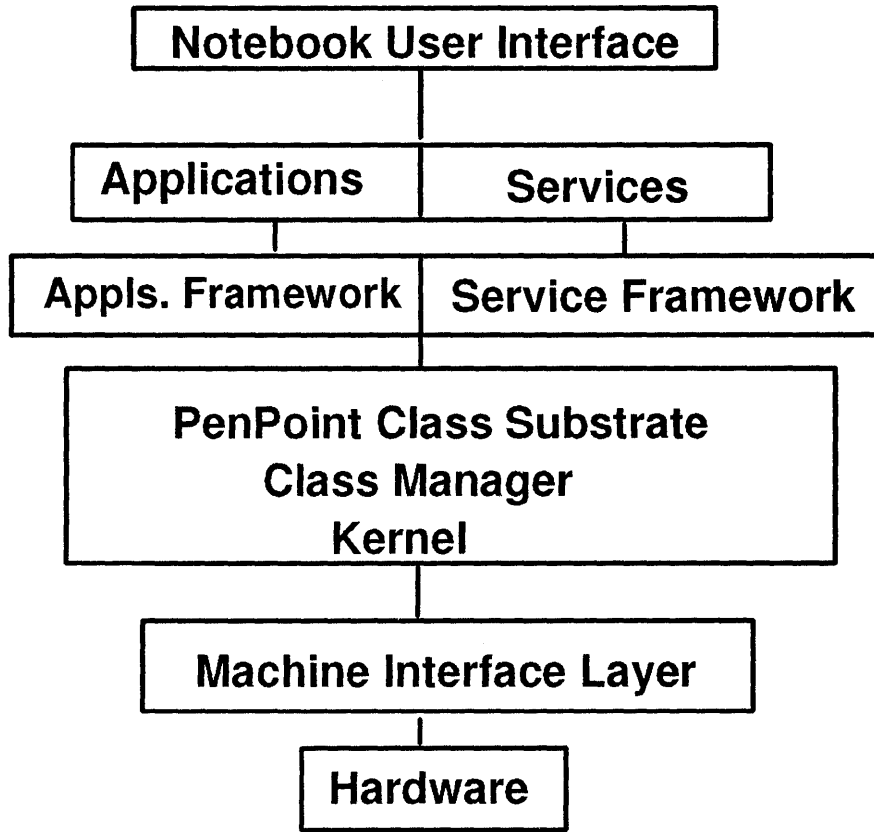 Notebook User Interface
Applications
Services
Appls. Framework
Service Framework
PenPoint Class Substrate
Class Manager
Kernel
Machine Interface Layer
Hardware